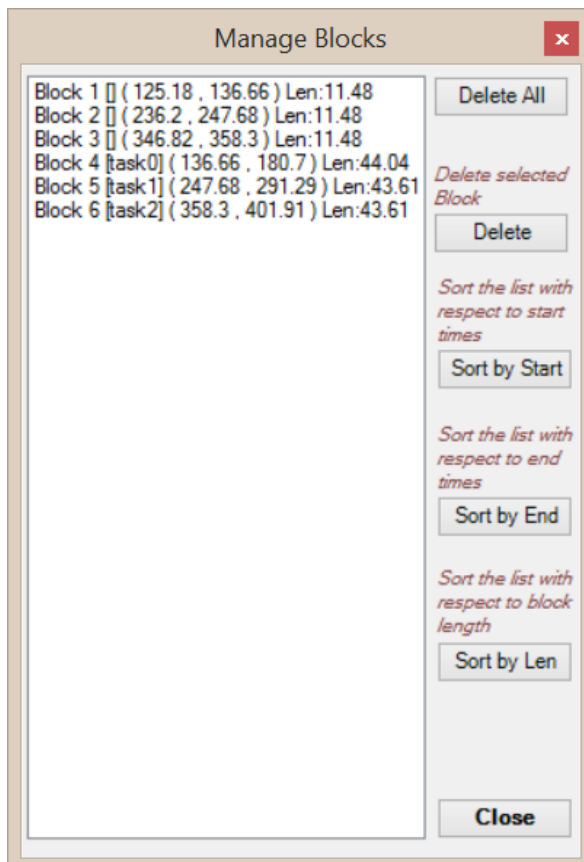 Manage Blocks
x
Block 1 [] ( 125.18 , 136.66 ) Len:11.48
Block 2 [] ( 236.2 , 247.68 ) Len:11.48
Block 3 [] ( 346.82 , 358.3 ) Len:11.48
Block 4 [task0] ( 136.66 , 180.7 ) Len:44.04
Block 5 [task1] ( 247.68 , 291.29 ) Len:43.61
Block 6 [task2] ( 358.3 , 401.91 ) Len:43.61
Delete All
Delete selected
Block
Delete
Sort the list with
respect to start
times
Sort by Start
Sort the list with
respect to end
times
Sort by End
Sort the list with
respect to block
length
Sort by Len
Close